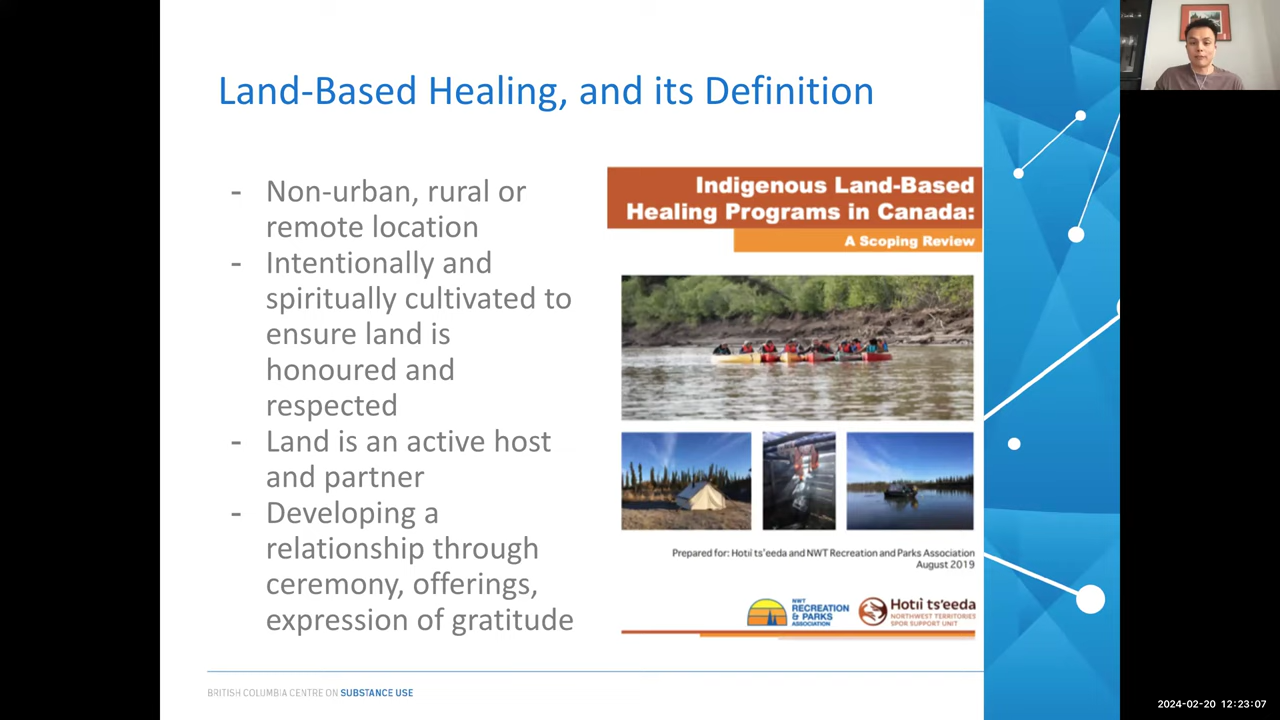 Land-Based Healing, and its Definition
- Non-urban, rural or
remote location
- Intentionally and
spiritually cultivated to
ensure land is
honoured and
respected
- Land is an active host
and partner
- Developing a
relationship through
ceremony, offerings,
expression of gratitude
Indigenous Land-Based
Healing Programs in Canada:
A Scoping Review
Prepared for: Hotıì ts'eeda and NWT Recreation and Parks Association
August 2019
NWT
RECREATION
& PARKS
ASSOCIATION
Hotıì ts'eeda
NORTHWEST TERRITORIES
SPOR SUPPORT UNIT
BRITISH COLUMBIA CENTRE ON SUBSTANCE USE
2024-02-20 12:23:07